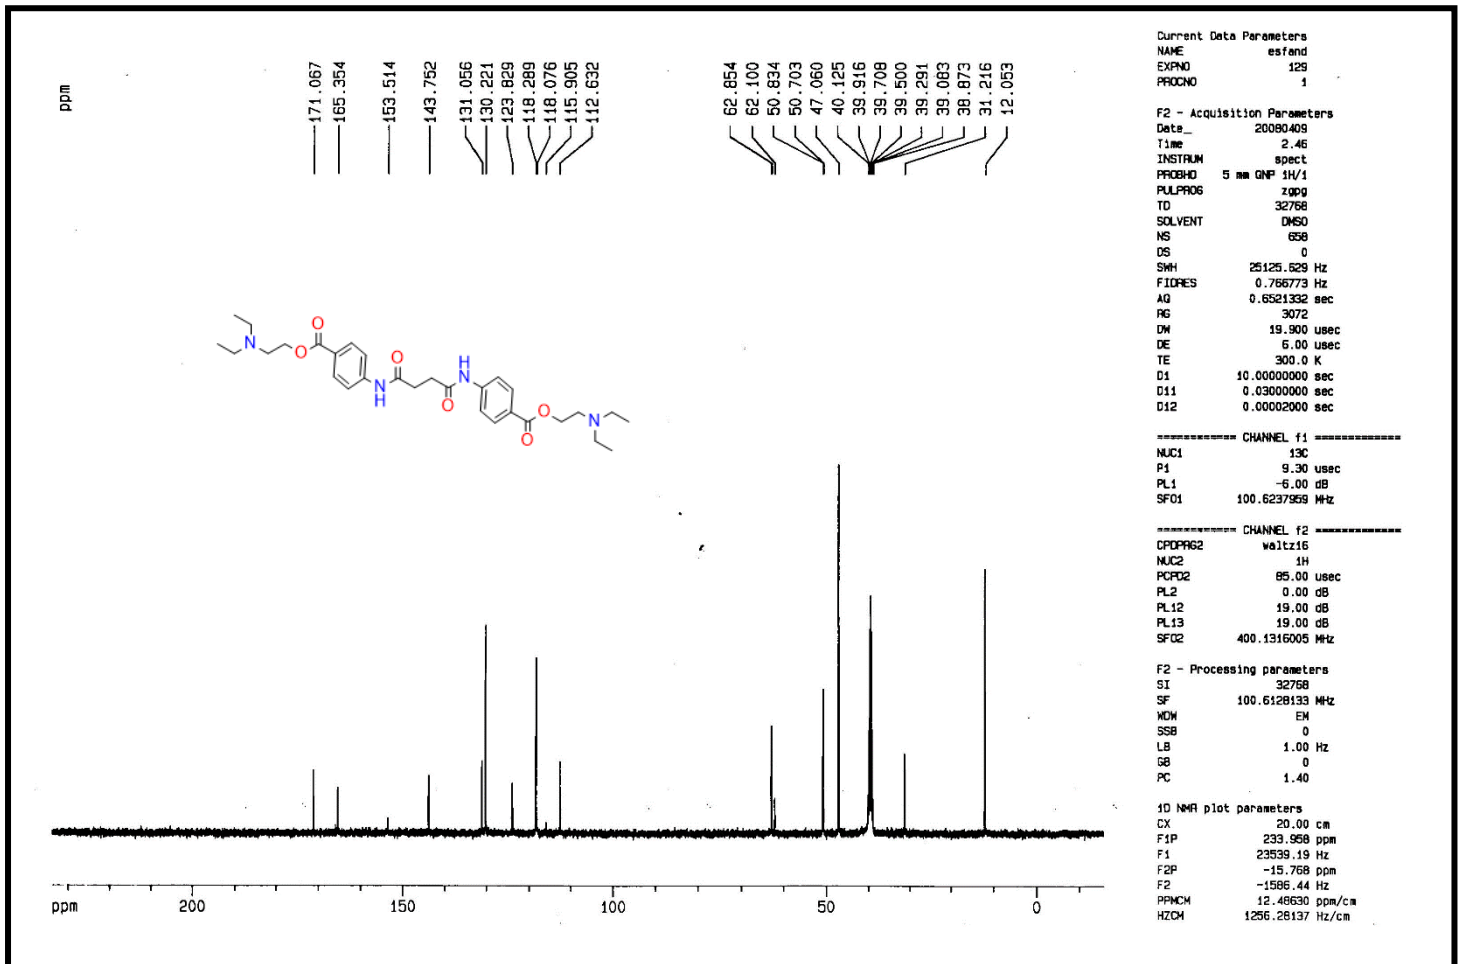 ppm
171.067
165.354
153.514
143.752
131.056
130.221
123.829
118.289
118.076
115.905
112.632
62.854
62.100
50.834
50.703
47.060
40.125
39.916
39.708
39.500
39.291
39.083
38.873
31.216
12.053
N
O
O
N
H
O
O
H
N
O
O
N
ppm
200
150
100
50
0
Current Data Parameters
NAME esfand
EXPNO 129
PROCNO 1
F2 - Acquisition Parameters
Date_ 20080409
Time 2.46
INSTRUM spect
PROBHD 5 mm QNP 1H/1
PULPROG zgpg
TD 32768
SOLVENT DMSO
NS 658
DS 0
SWH 25125.629 Hz
FIDRES 0.766773 Hz
AQ 0.6521332 sec
RG 3072
DW 19.900 usec
DE 6.00 usec
TE 300.0 K
D1 10.00000000 sec
D11 0.03000000 sec
D12 0.00002000 sec
============ CHANNEL f1 =============
NUC1 13C
P1 9.30 usec
PL1 -6.00 dB
SFO1 100.6237959 MHz
============ CHANNEL f2 =============
CPDPRG2 waltz16
NUC2 1H
PCPD2 85.00 usec
PL2 0.00 dB
PL12 19.00 dB
PL13 19.00 dB
SFO2 400.1316005 MHz
F2 - Processing parameters
SI 32768
SF 100.6128133 MHz
WDW EM
SSB 0
LB 1.00 Hz
GB 0
PC 1.40
1D NMR plot parameters
CX 20.00 cm
F1P 233.958 ppm
F1 23539.19 Hz
F2P -15.768 ppm
F2 -1586.44 Hz
PPMCM 12.48630 ppm/cm
HZCM 1256.28137 Hz/cm